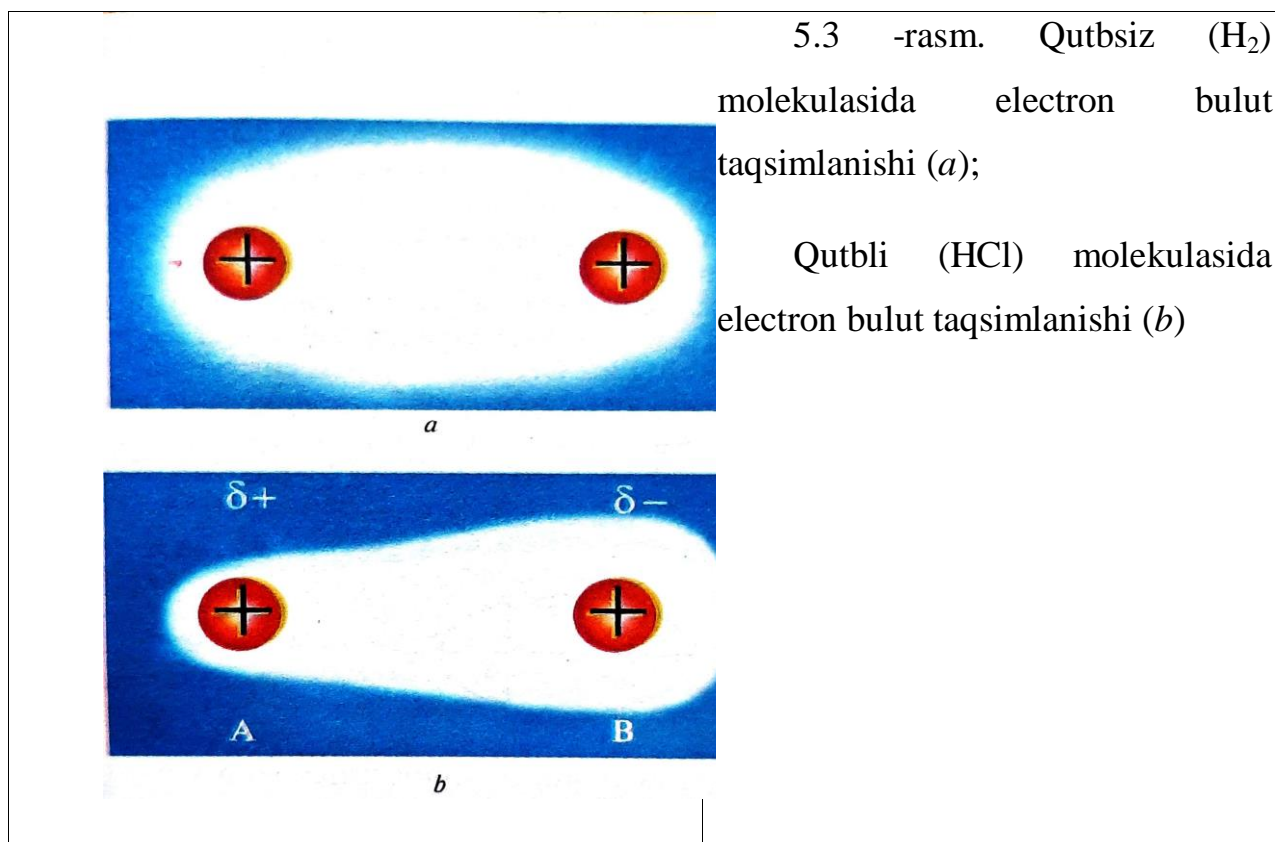 5.3 -rasm. Qutbsiz (H₂)
molekulasida electron bulut
taqsimlanishi (a);
Qutbli (HCl) molekulasida
electron bulut taqsimlanishi (b)
+ +
a
δ+ δ−
+ +
A B
b